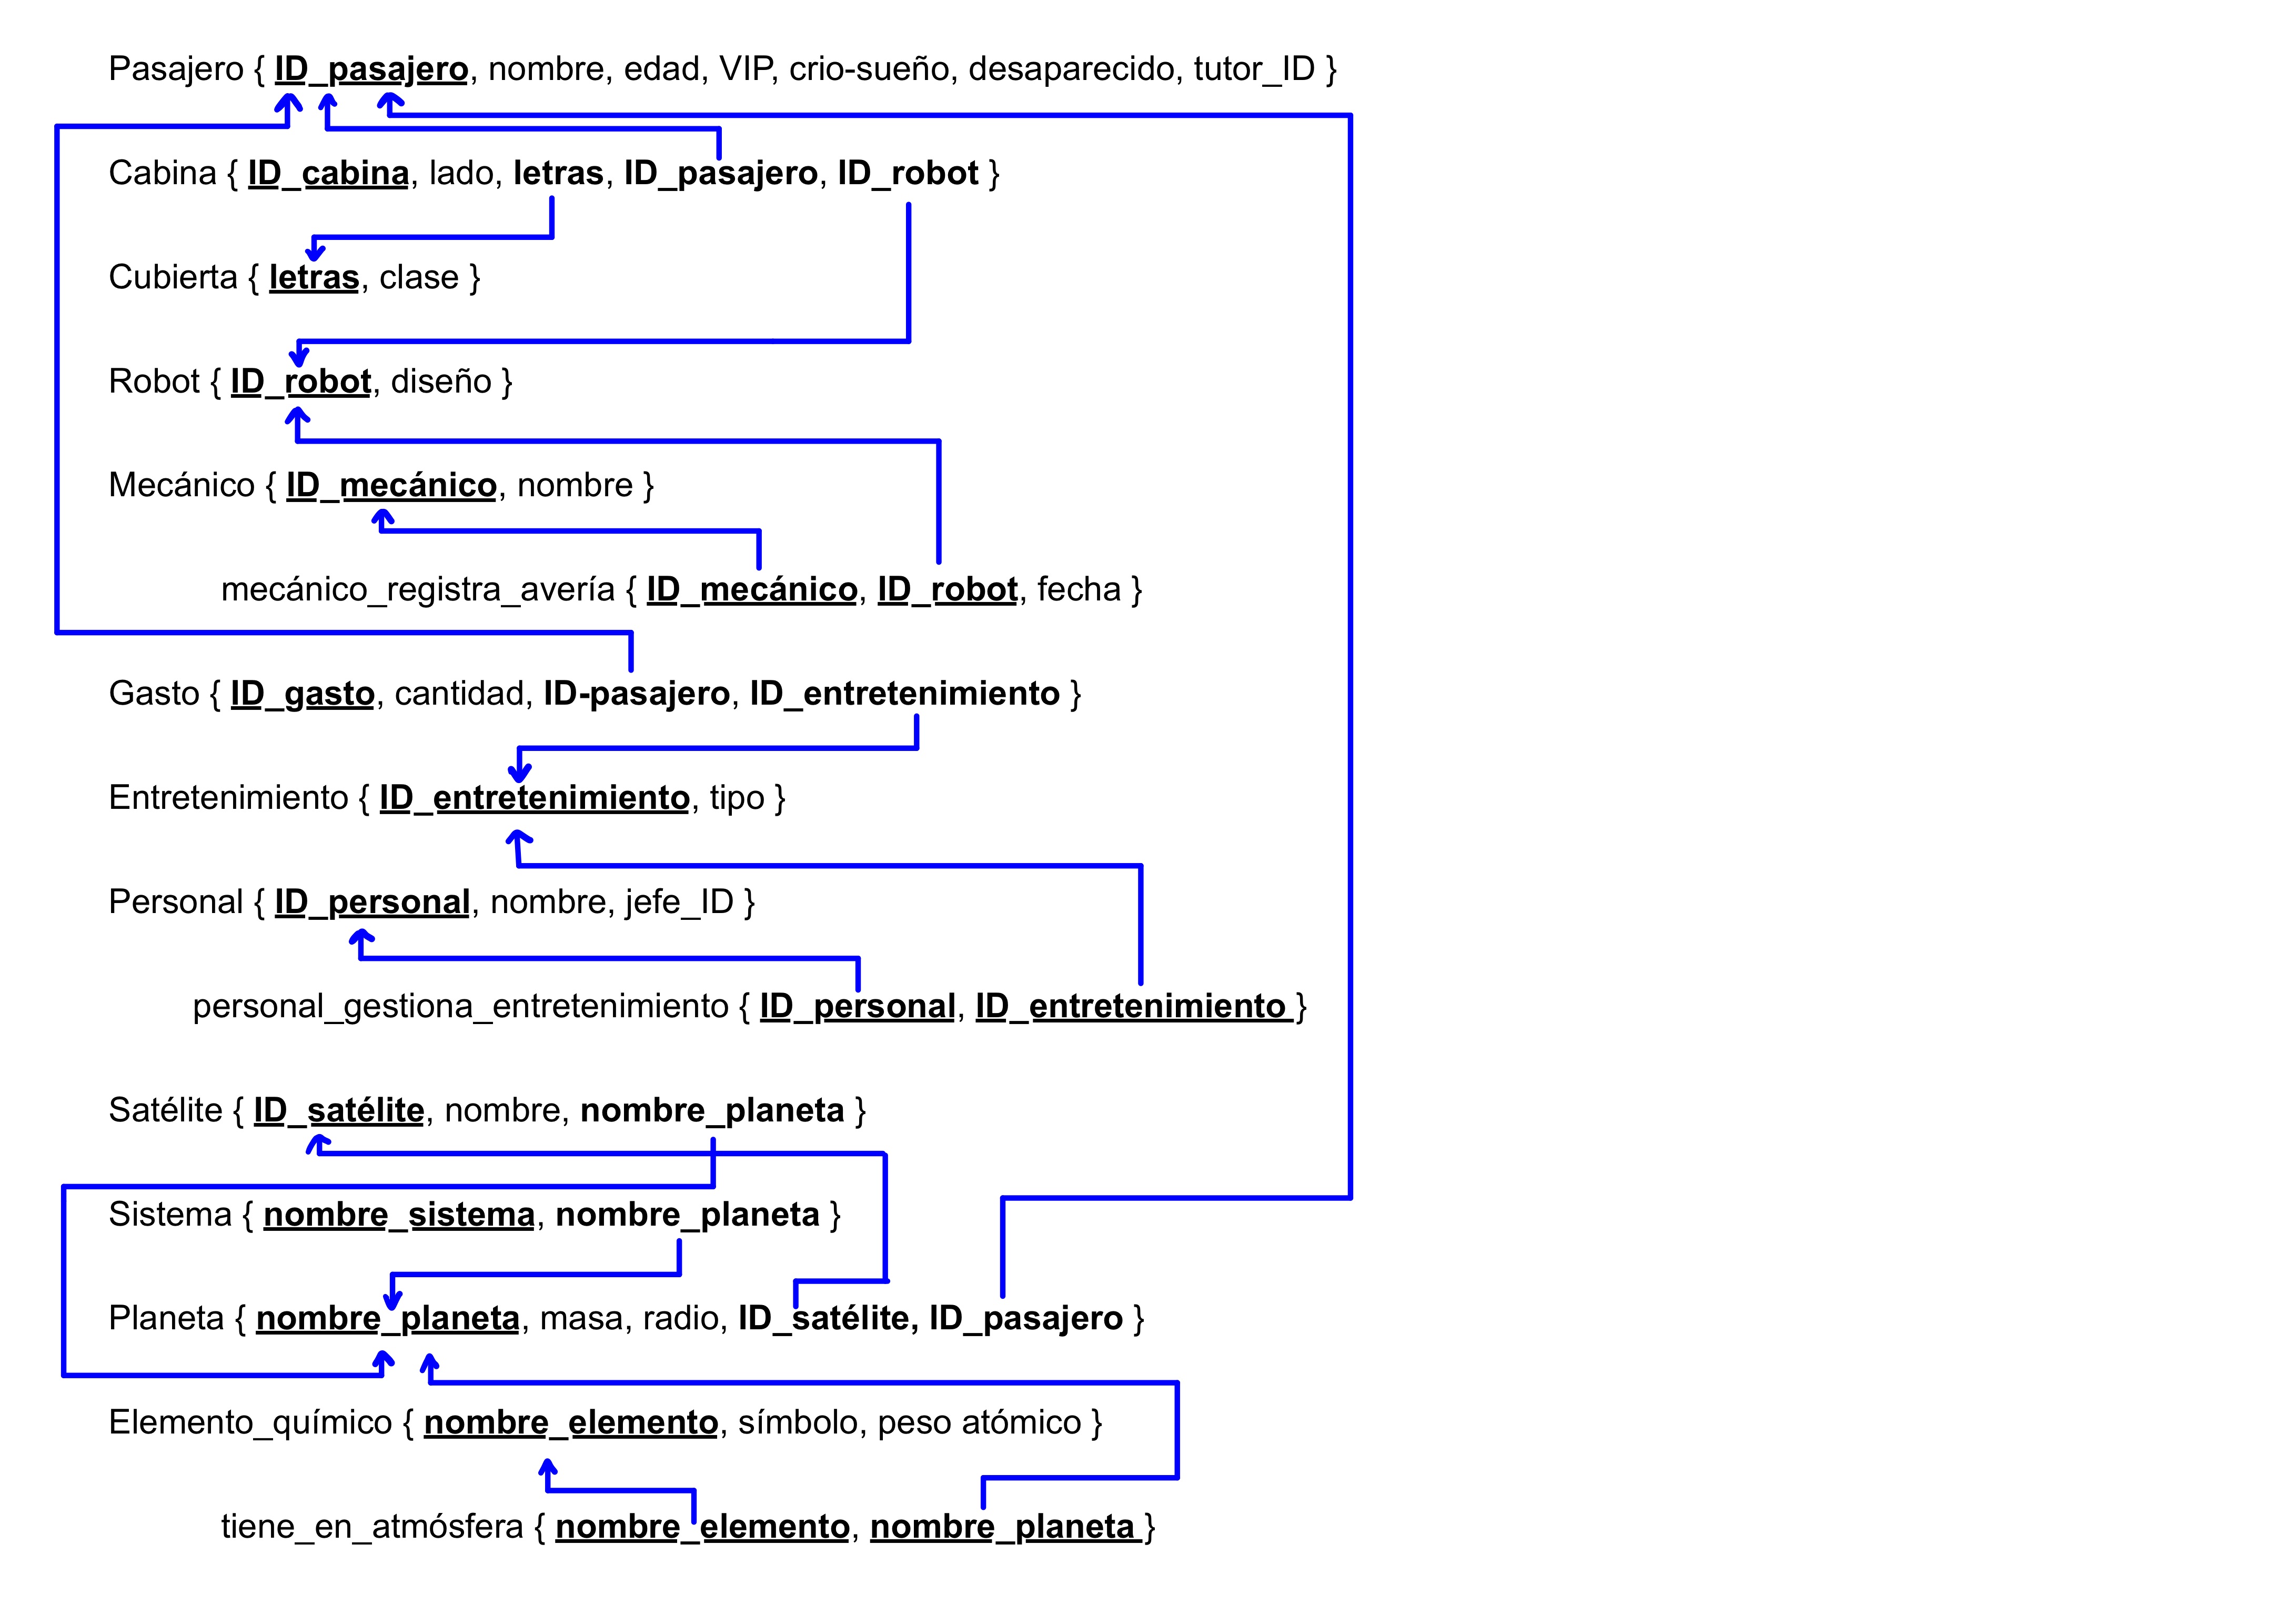 Pasajero { ID_pasajero, nombre, edad, VIP, crio-sueño, desaparecido, tutor_ID }
Cabina { ID_cabina, lado, letras, ID_pasajero, ID_robot }
Cubierta { letras, clase }
Robot { ID_robot, diseño }
Mecánico { ID_mecánico, nombre }
mecánico_registra_avería { ID_mecánico, ID_robot, fecha }
Gasto { ID_gasto, cantidad, ID-pasajero, ID_entretenimiento }
Entretenimiento { ID_entretenimiento, tipo }
Personal { ID_personal, nombre, jefe_ID }
personal_gestiona_entretenimiento { ID_personal, ID_entretenimiento }
Satélite { ID_satélite, nombre, nombre_planeta }
Sistema { nombre_sistema, nombre_planeta }
Planeta { nombre_planeta, masa, radio, ID_satélite, ID_pasajero }
Elemento_químico { nombre_elemento, símbolo, peso atómico }
tiene_en_atmósfera { nombre_elemento, nombre_planeta }